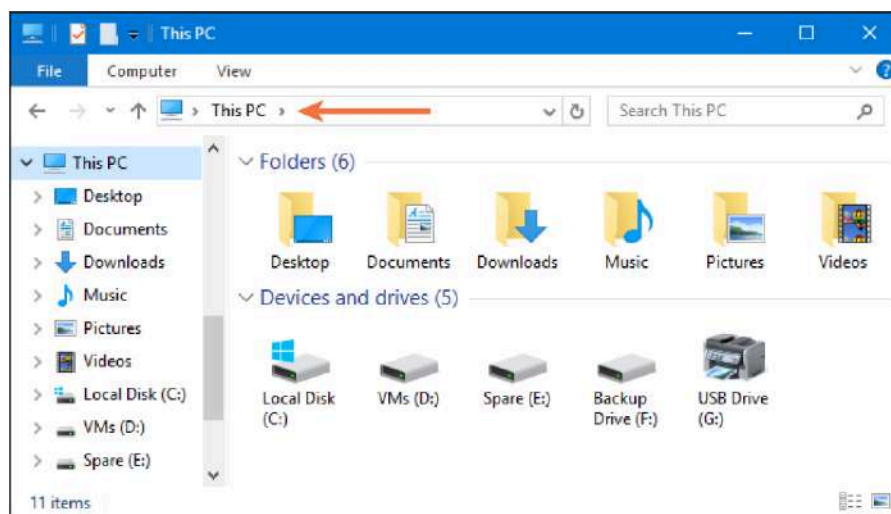 This PC
File Computer View
This PC Search This PC
This PC
Desktop
Documents
Downloads
Music
Pictures
Videos
Local Disk (C:)
VMs (D:)
Spare (E:)
Folders (6)
Desktop Documents Downloads Music Pictures Videos
Devices and drives (5)
Local Disk (C:)
VMs (D:)
Spare (E:)
Backup Drive (F:)
USB Drive (G:)
11 items